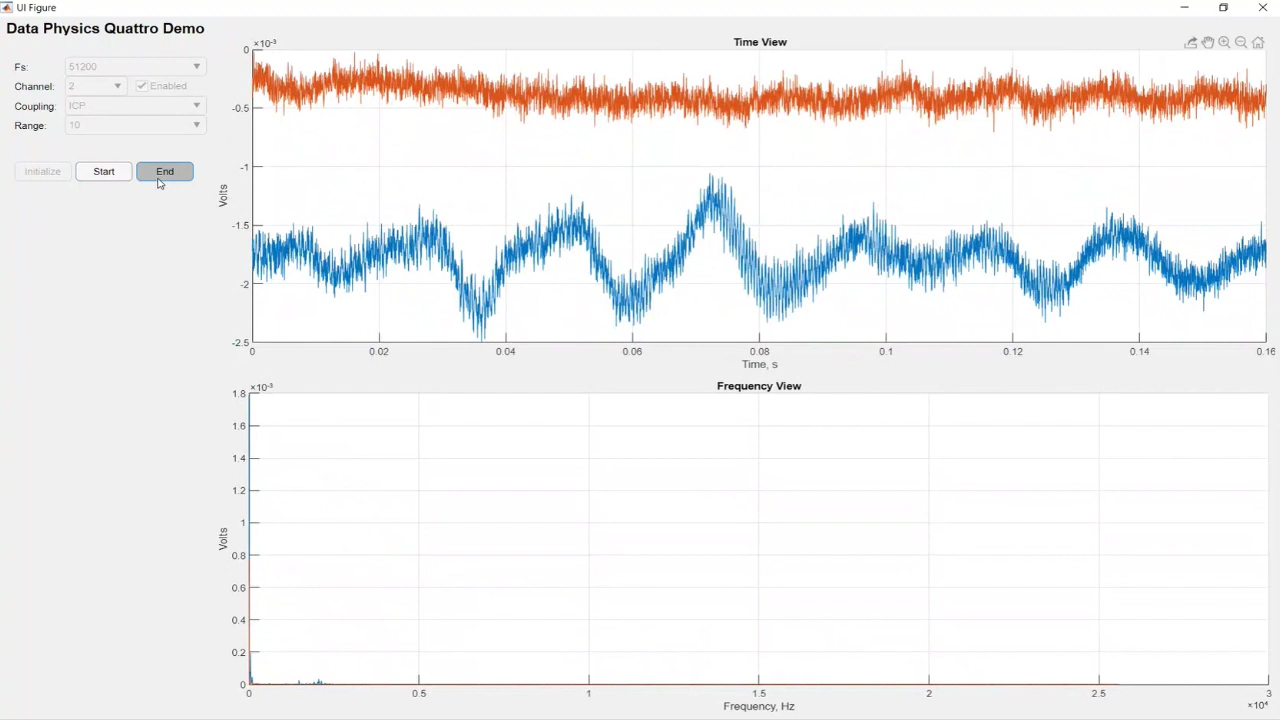 UI Figure
Data Physics Quattro Demo
Fs: 51200
Channel: 2 Enabled
Coupling: ICP
Range: 10
Initialize Start End
Time View
×10⁻³
0
-0.5
-1
-1.5
-2
-2.5
Volts
0 0.02 0.04 0.06 0.08 0.1 0.12 0.14 0.16
Time, s
Frequency View
×10⁻³
1.8
1.6
1.4
1.2
1
0.8
0.6
0.4
0.2
0
Volts
0 0.5 1 1.5 2 2.5 3
Frequency, Hz
×10⁴